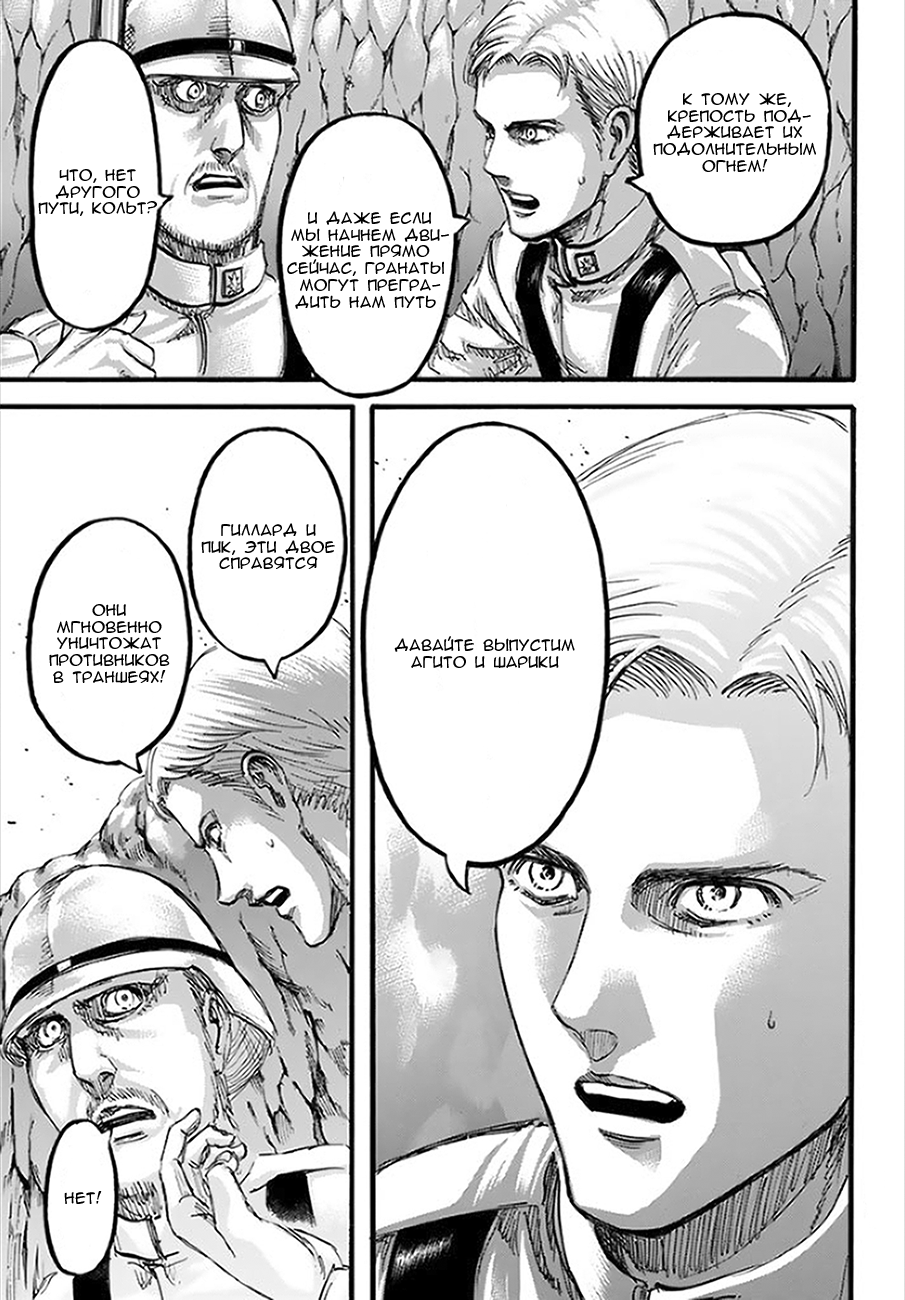 К ТОМУ ЖЕ,
КРЕПОСТЬ ПОД-
ДЕРЖИВАЕТ ИХ
ПОДОЛНИТЕЛЬНЫМ
ОГНЕМ!
И ДАЖЕ ЕСЛИ
МЫ НАЧНЕМ ДВИ-
ЖЕНИЕ ПРЯМО
СЕЙЧАС, ГРАНАТЫ
МОГУТ ПРЕГРА-
ДИТЬ НАМ ПУТЬ
ЧТО, НЕТ
ДРУГОГО
ПУТИ, КОЛЬТ?
ДАВАЙТЕ ВЫПУСТИМ
АГИТО И ШАРИКИ
ГИЛЛАРД И
ПИК, ЭТИ ДВОЕ
СПРАВЯТСЯ
ОНИ
МГНОВЕННО
УНИЧТОЖАТ
ПРОТИВНИКОВ
В ТРАНШЕЯХ!
НЕТ!